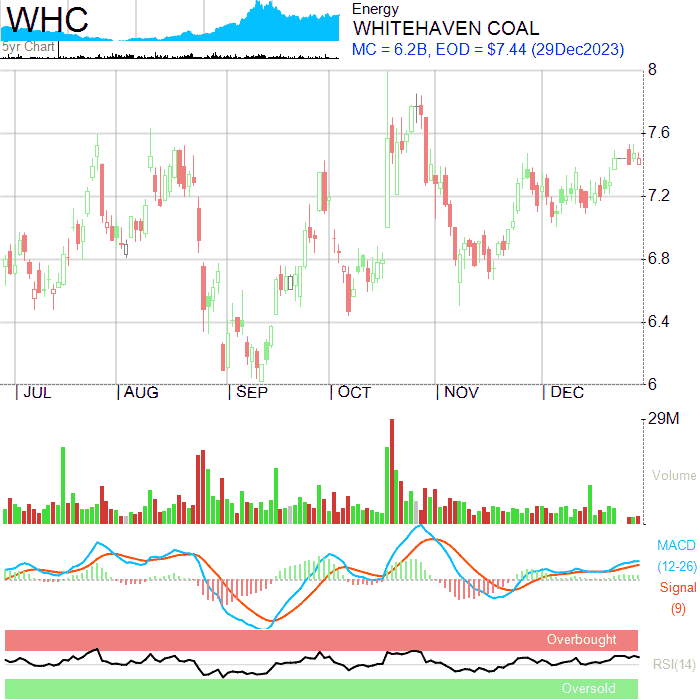 WHC
5yr Chart
Energy
WHITEHAVEN COAL
MC = 6.2B, EOD = $7.44 (29Dec2023)
8
7.6
7.2
6.8
6.4
6
JUL AUG SEP OCT NOV DEC
29M
Volume
MACD
(12-26)
Signal
(9)
Overbought
RSI(14)
Oversold